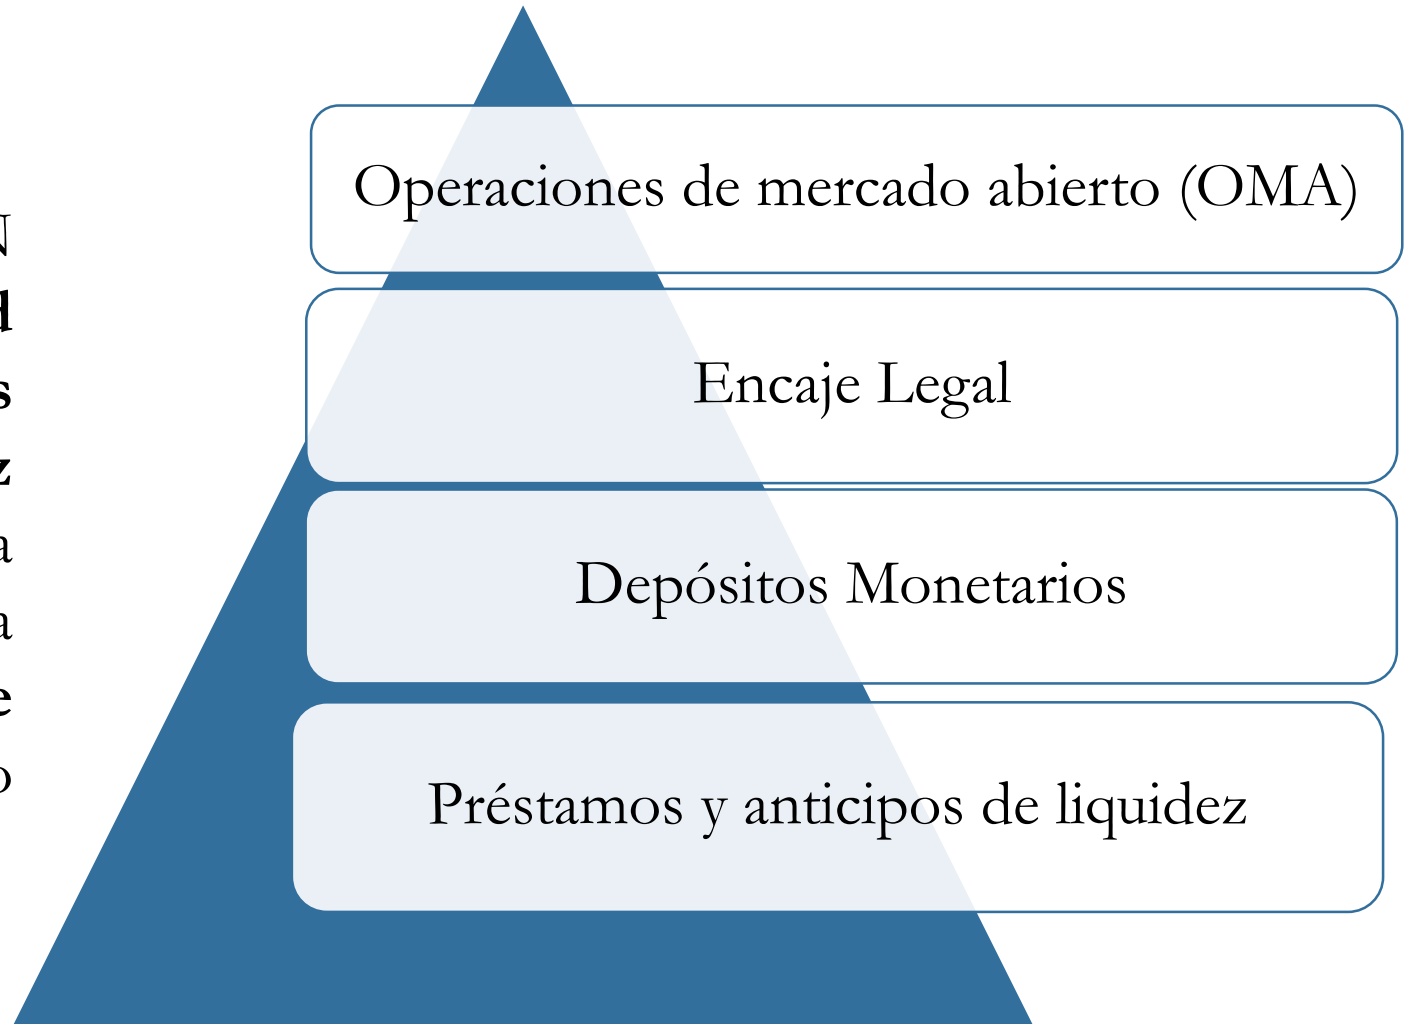 Operaciones de mercado abierto (OMA)
Encaje Legal
Depósitos Monetarios
Préstamos y anticipos de liquidez